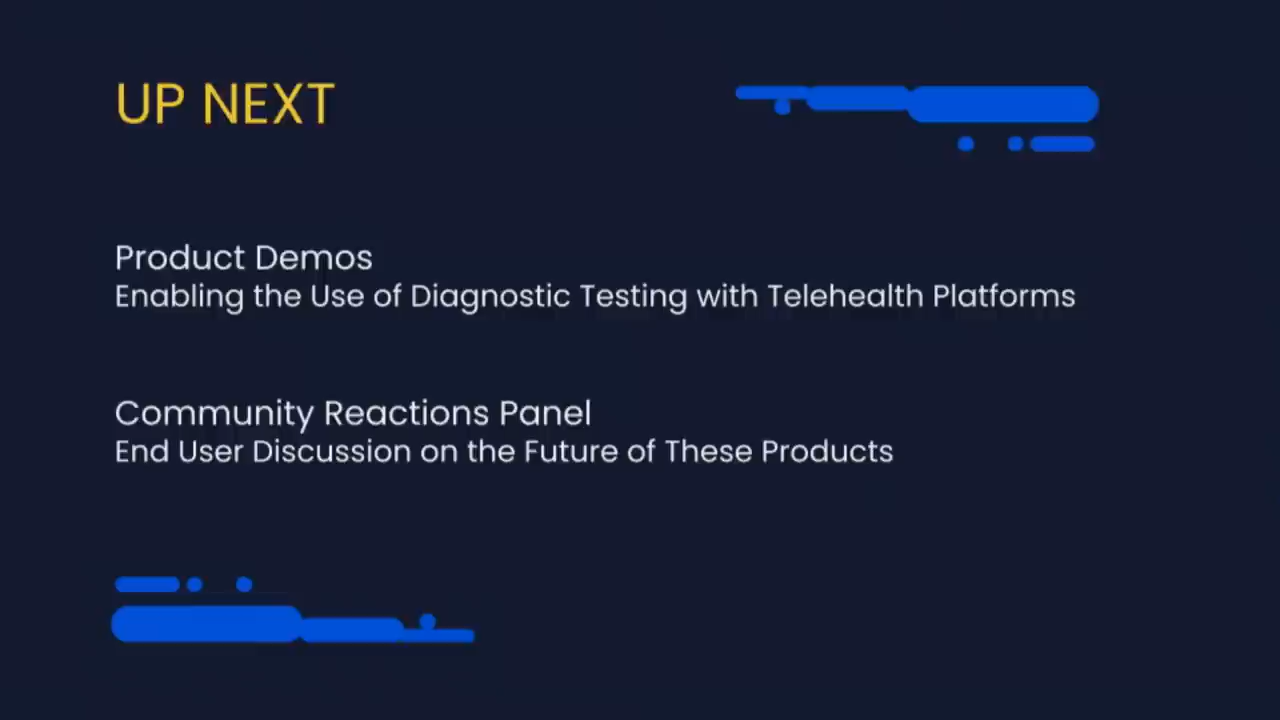 UP NEXT
Product Demos
Enabling the Use of Diagnostic Testing with Telehealth Platforms
Community Reactions Panel
End User Discussion on the Future of These Products